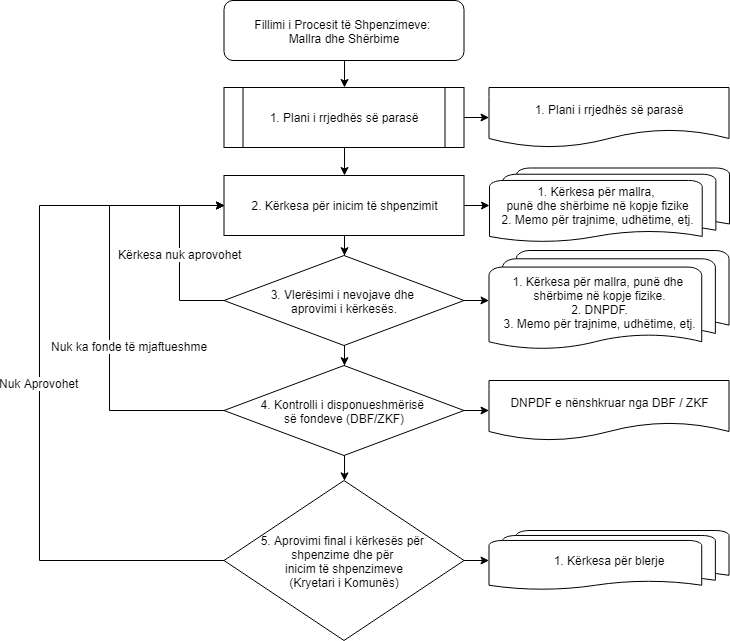 Fillimi i Procesit të Shpenzimeve:
Mallra dhe Shërbime
1. Plani i rrjedhës së parasë
1. Plani i rrjedhës së parasë
2. Kërkesa për inicim të shpenzimit
1. Kërkesa për mallra,
punë dhe shërbime në kopje fizike
2. Memo për trajnime, udhëtime, etj.
Kërkesa nuk aprovohet
3. Vlerësimi i nevojave dhe
aprovimi i kërkesës.
1. Kërkesa për mallra, punë dhe
shërbime në kopje fizike.
2. DNPDF.
3. Memo për trajnime, udhëtime, etj.
Nuk ka fonde të mjaftueshme
Nuk Aprovohet
4. Kontrolli i disponueshmërisë
së fondeve (DBF/ZKF)
DNPDF e nënshkruar nga DBF / ZKF
5. Aprovimi final i kërkesës për
shpenzime dhe për
inicim të shpenzimeve
(Kryetari i Komunës)
1. Kërkesa për blerje